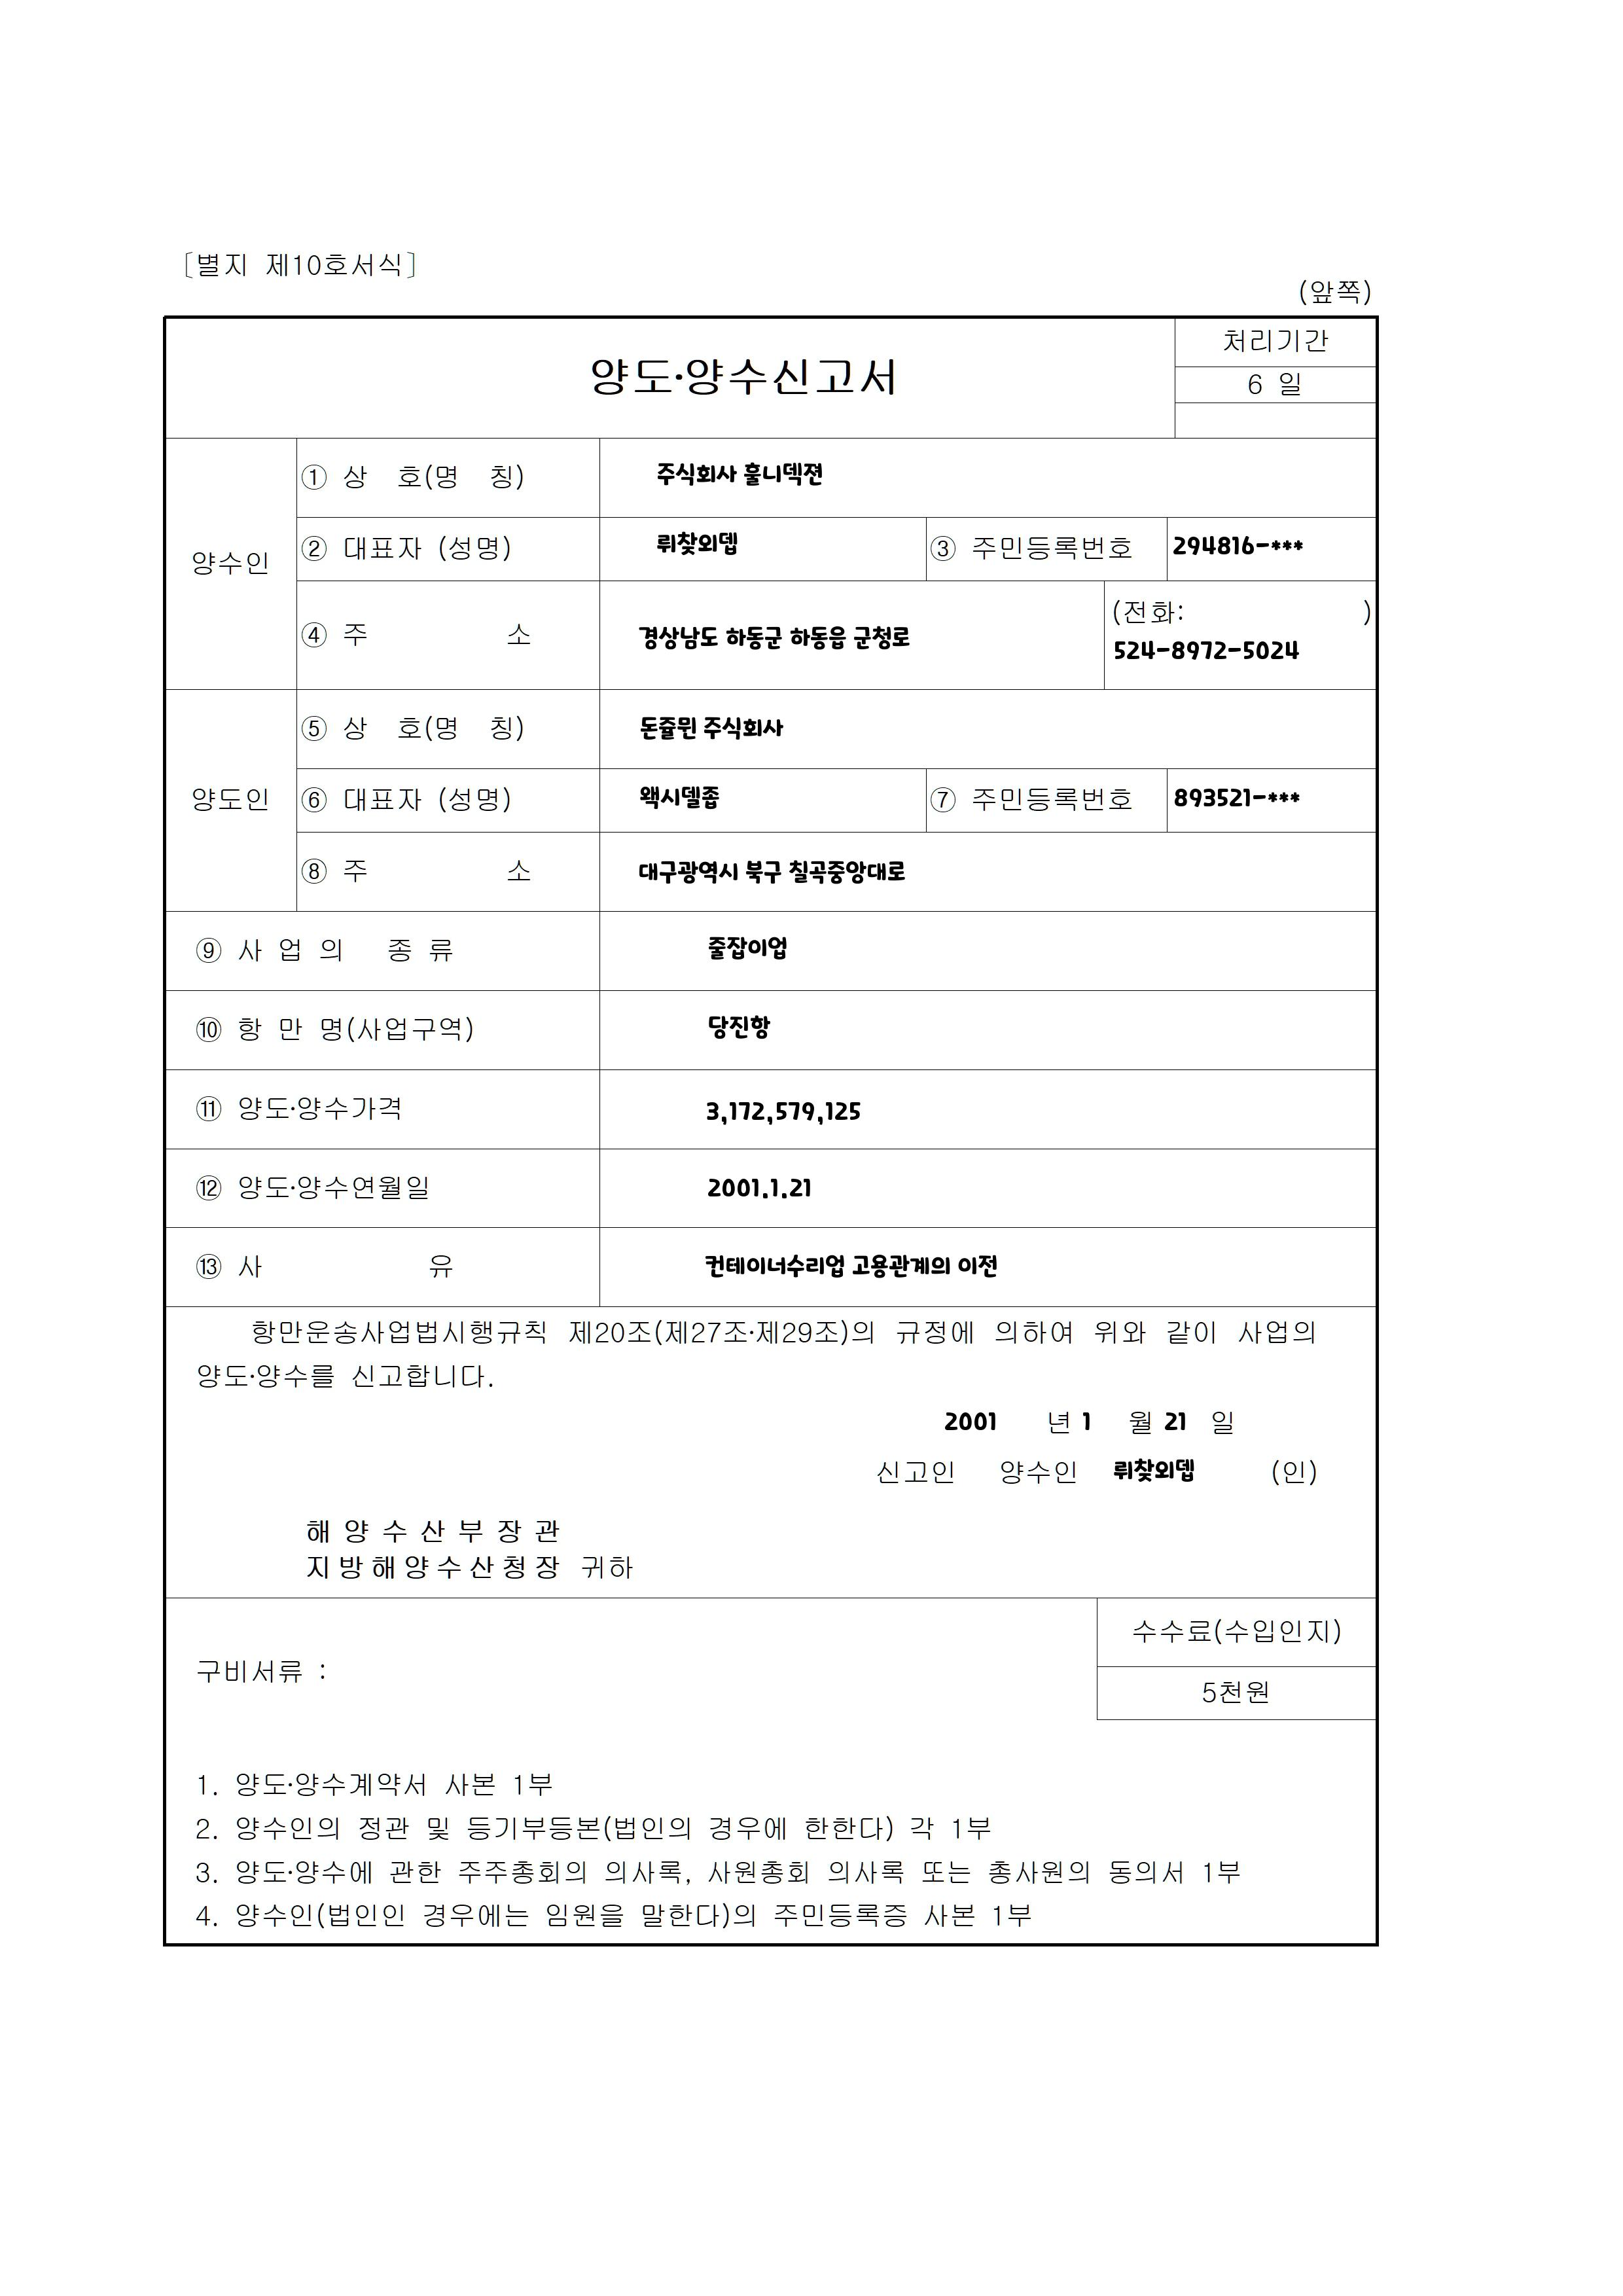 [별지 제10호서식]
(앞쪽)
양도·양수신고서
처리기간
6 일
양수인
① 상 호(명 칭)
주식회사 훌니덱젼
② 대표자 (성명)
뤼찾외뎁
③ 주민등록번호
294816-***
④ 주 소
경상남도 하동군 하동읍 군청로
(전화: )
524-8972-5024
양도인
⑤ 상 호(명 칭)
돈쥴뮌 주식회사
⑥ 대표자 (성명)
왝시델좁
⑦ 주민등록번호
893521-***
⑧ 주 소
대구광역시 북구 칠곡중앙대로
⑨ 사 업 의 종 류
줄잡이업
⑩ 항 만 명(사업구역)
당진항
⑪ 양도·양수가격
3,172,579,125
⑫ 양도·양수연월일
2001.1.21
⑬ 사 유
컨테이너수리업 고용관계의 이전
항만운송사업법시행규칙 제20조(제27조·제29조)의 규정에 의하여 위와 같이 사업의
양도·양수를 신고합니다.
2001 년 1 월 21 일
신고인 양수인 뤼찾외뎁 (인)
해 양 수 산 부 장 관
지방해양수산청장 귀하
수수료(수입인지)
구비서류 :
5천원
1. 양도·양수계약서 사본 1부
2. 양수인의 정관 및 등기부등본(법인의 경우에 한한다) 각 1부
3. 양도·양수에 관한 주주총회의 의사록, 사원총회 의사록 또는 총사원의 동의서 1부
4. 양수인(법인인 경우에는 임원을 말한다)의 주민등록증 사본 1부